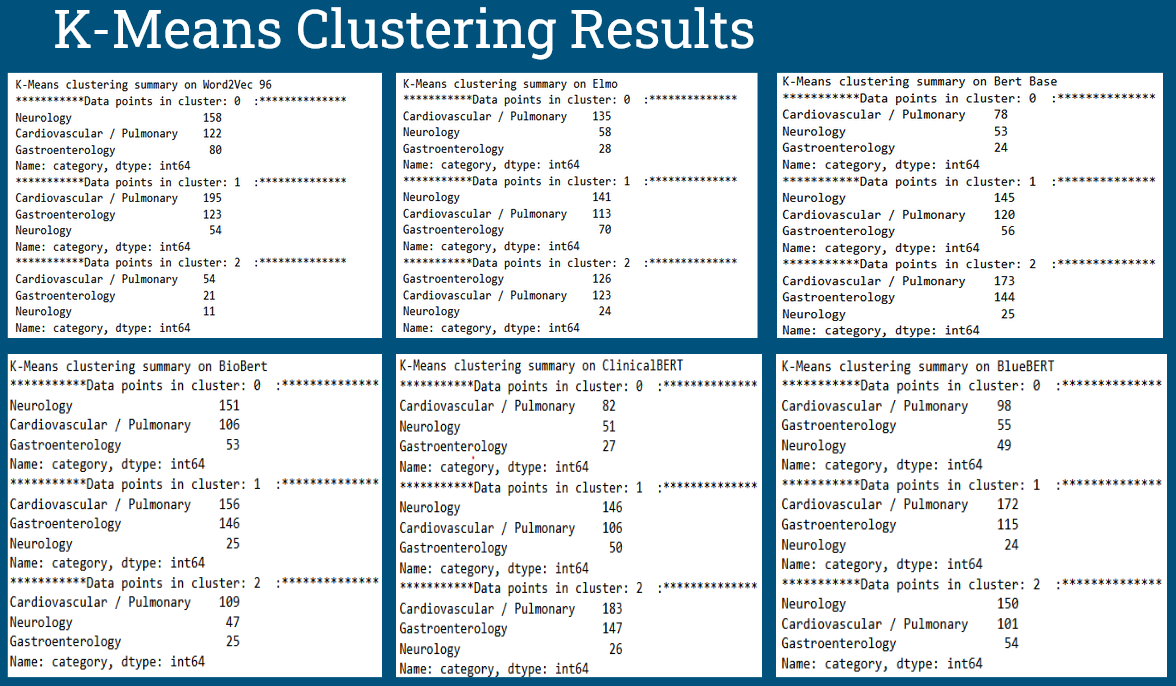 K-Means Clustering Results
K-Means clustering summary on Word2Vec 96
***********Data points in cluster: 0 :**************
Neurology 158
Cardiovascular / Pulmonary 122
Gastroenterology 80
Name: category, dtype: int64
***********Data points in cluster: 1 :**************
Cardiovascular / Pulmonary 195
Gastroenterology 123
Neurology 54
Name: category, dtype: int64
***********Data points in cluster: 2 :**************
Cardiovascular / Pulmonary 54
Gastroenterology 21
Neurology 11
Name: category, dtype: int64
K-Means clustering summary on Elmo
***********Data points in cluster: 0 :**************
Cardiovascular / Pulmonary 135
Neurology 58
Gastroenterology 28
Name: category, dtype: int64
***********Data points in cluster: 1 :**************
Neurology 141
Cardiovascular / Pulmonary 113
Gastroenterology 70
Name: category, dtype: int64
***********Data points in cluster: 2 :**************
Gastroenterology 126
Cardiovascular / Pulmonary 123
Neurology 24
Name: category, dtype: int64
K-Means clustering summary on Bert Base
***********Data points in cluster: 0 :**************
Cardiovascular / Pulmonary 78
Neurology 53
Gastroenterology 24
Name: category, dtype: int64
***********Data points in cluster: 1 :**************
Neurology 145
Cardiovascular / Pulmonary 120
Gastroenterology 56
Name: category, dtype: int64
***********Data points in cluster: 2 :**************
Cardiovascular / Pulmonary 173
Gastroenterology 144
Neurology 25
Name: category, dtype: int64
K-Means clustering summary on BioBert
***********Data points in cluster: 0 :**************
Neurology 151
Cardiovascular / Pulmonary 106
Gastroenterology 53
Name: category, dtype: int64
***********Data points in cluster: 1 :**************
Cardiovascular / Pulmonary 156
Gastroenterology 146
Neurology 25
Name: category, dtype: int64
***********Data points in cluster: 2 :**************
Cardiovascular / Pulmonary 109
Neurology 47
Gastroenterology 25
Name: category, dtype: int64
K-Means clustering summary on ClinicalBERT
***********Data points in cluster: 0 :**************
Cardiovascular / Pulmonary 82
Neurology 51
Gastroenterology 27
Name: category, dtype: int64
***********Data points in cluster: 1 :**************
Neurology 146
Cardiovascular / Pulmonary 106
Gastroenterology 50
Name: category, dtype: int64
***********Data points in cluster: 2 :**************
Cardiovascular / Pulmonary 183
Gastroenterology 147
Neurology 26
Name: category, dtype: int64
K-Means clustering summary on BlueBERT
***********Data points in cluster: 0 :**************
Cardiovascular / Pulmonary 98
Gastroenterology 55
Neurology 49
Name: category, dtype: int64
***********Data points in cluster: 1 :**************
Cardiovascular / Pulmonary 172
Gastroenterology 115
Neurology 24
Name: category, dtype: int64
***********Data points in cluster: 2 :**************
Neurology 150
Cardiovascular / Pulmonary 101
Gastroenterology 54
Name: category, dtype: int64